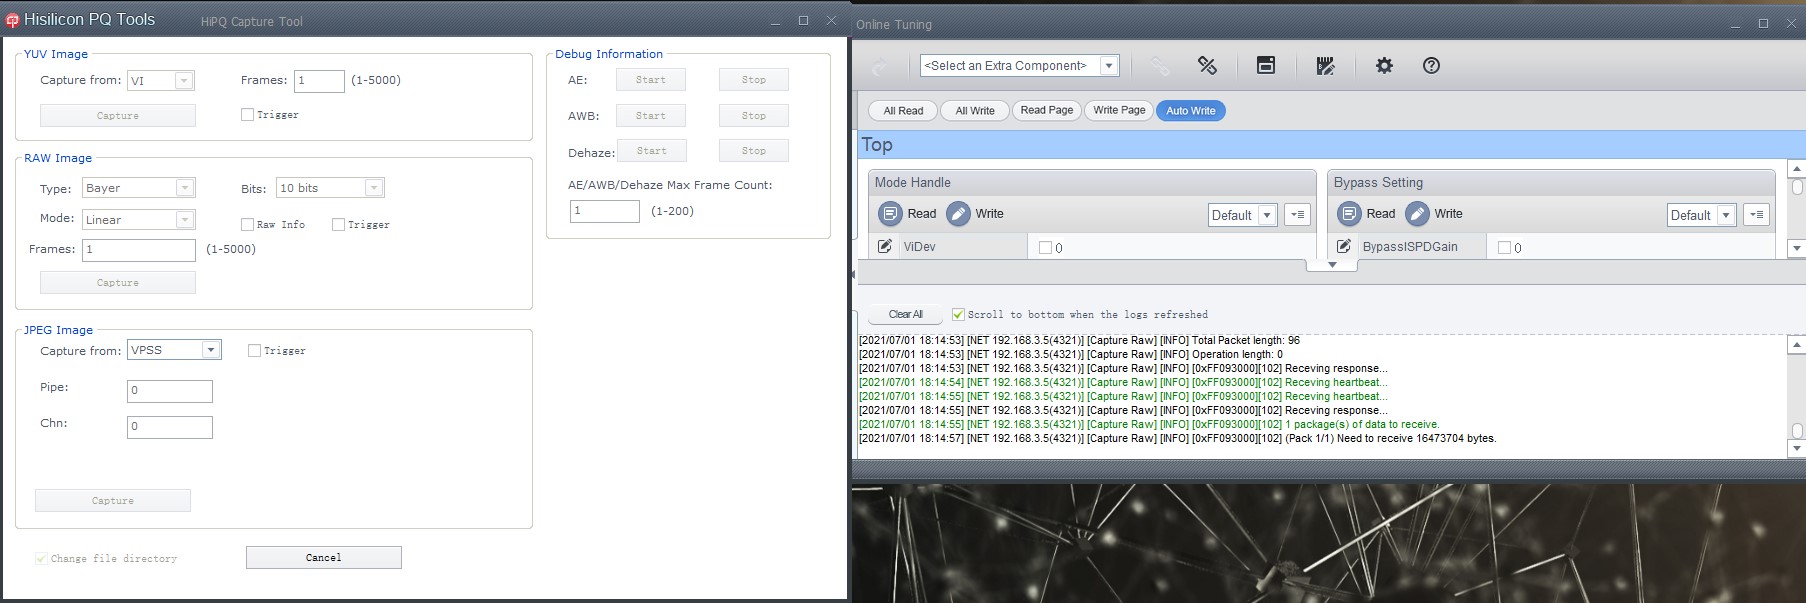 Hisilicon PQ Tools
HiPQ Capture Tool
YUV Image
Capture from: VI
Frames: 1 (1-5000)
Capture
Trigger
RAW Image
Type: Bayer
Bits: 10 bits
Mode: Linear
Raw Info
Trigger
Frames: 1 (1-5000)
Capture
JPEG Image
Capture from: VPSS
Trigger
Pipe: 0
Chn: 0
Capture
Change file directory
Cancel
Debug Information
AE: Start Stop
AWB: Start Stop
Dehaze: Start Stop
AE/AWB/Dehaze Max Frame Count:
1 (1-200)
Online Tuning
<Select an Extra Component>
All Read All Write Read Page Write Page Auto Write
Top
Mode Handle
Read Write Default
ViDev 0
Bypass Setting
Read Write Default
BypassISPDGain 0
Clear All Scroll to bottom when the logs refreshed
[2021/07/01 18:14:53] [NET 192.168.3.5(4321)] [Capture Raw] [INFO] Total Packet length: 96
[2021/07/01 18:14:53] [NET 192.168.3.5(4321)] [Capture Raw] [INFO] Operation length: 0
[2021/07/01 18:14:53] [NET 192.168.3.5(4321)] [Capture Raw] [INFO] [0xFF093000][102] Receving response...
[2021/07/01 18:14:54] [NET 192.168.3.5(4321)] [Capture Raw] [INFO] [0xFF093000][102] Receving heartbeat...
[2021/07/01 18:14:55] [NET 192.168.3.5(4321)] [Capture Raw] [INFO] [0xFF093000][102] Receving heartbeat...
[2021/07/01 18:14:55] [NET 192.168.3.5(4321)] [Capture Raw] [INFO] [0xFF093000][102] Receving response...
[2021/07/01 18:14:55] [NET 192.168.3.5(4321)] [Capture Raw] [INFO] [0xFF093000][102] 1 package(s) of data to receive.
[2021/07/01 18:14:57] [NET 192.168.3.5(4321)] [Capture Raw] [INFO] [0xFF093000][102] (Pack 1/1) Need to receive 16473704 bytes.